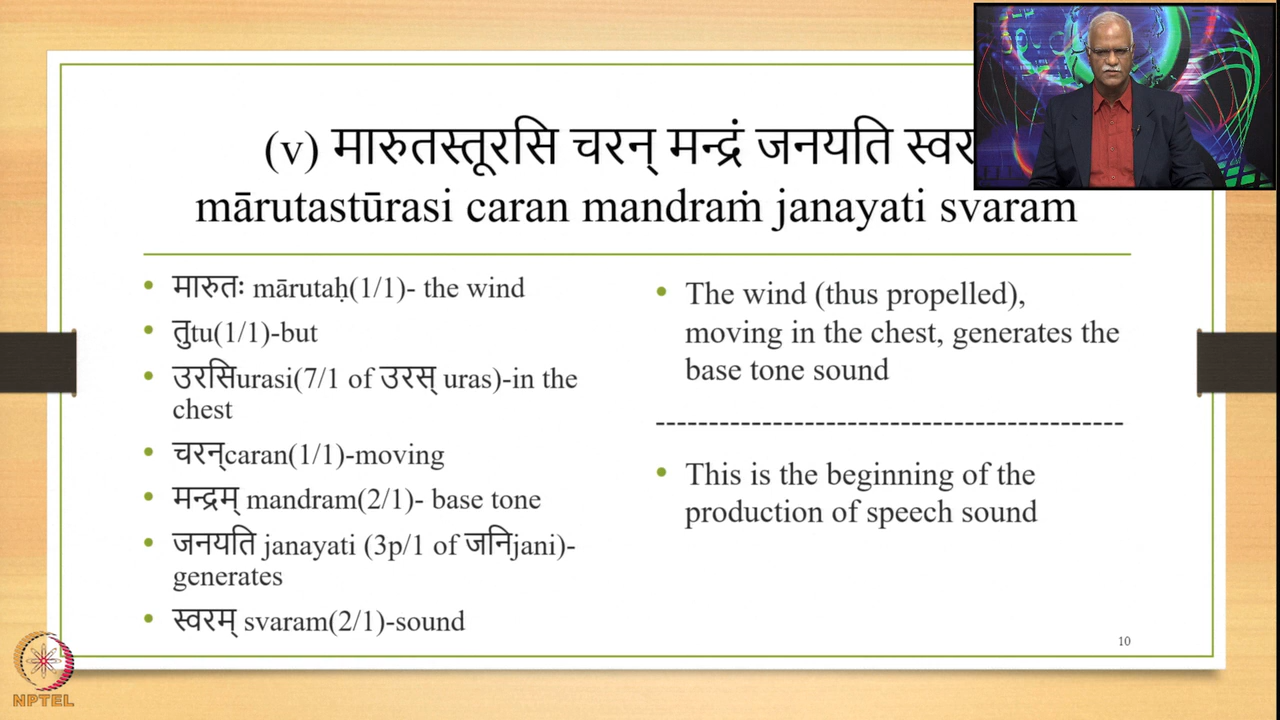 (v) मारुतस्तूरसि चरन् मन्द्रं जनयति स्वर
mārutastūrasi caran mandraṁ janayati svaram
• मारुतः mārutaḥ(1/1)- the wind
• तुtu(1/1)-but
• उरसिurasi(7/1 of उरस् uras)-in the
chest
• चरन्caran(1/1)-moving
• मन्द्रम् mandram(2/1)- base tone
• जनयति janayati (3p/1 of जनिjani)-
generates
• स्वरम् svaram(2/1)-sound
• The wind (thus propelled),
moving in the chest, generates the
base tone sound
--------------------------------------------
• This is the beginning of the
production of speech sound
10
NPTEL